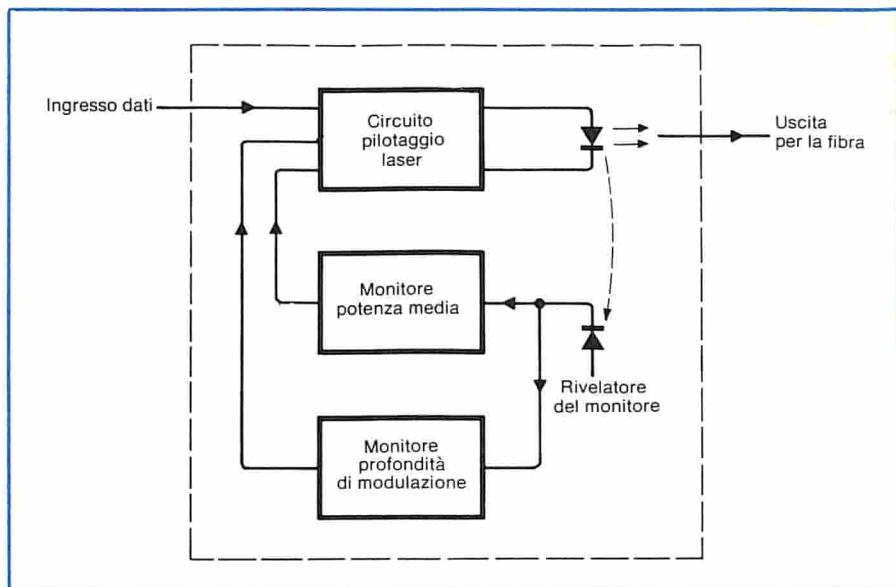 Ingresso dati
Circuito
pilotaggio
laser
Uscita
per la fibra
Monitore
potenza media
Rivelatore
del monitore
Monitore
profondità
di modulazione